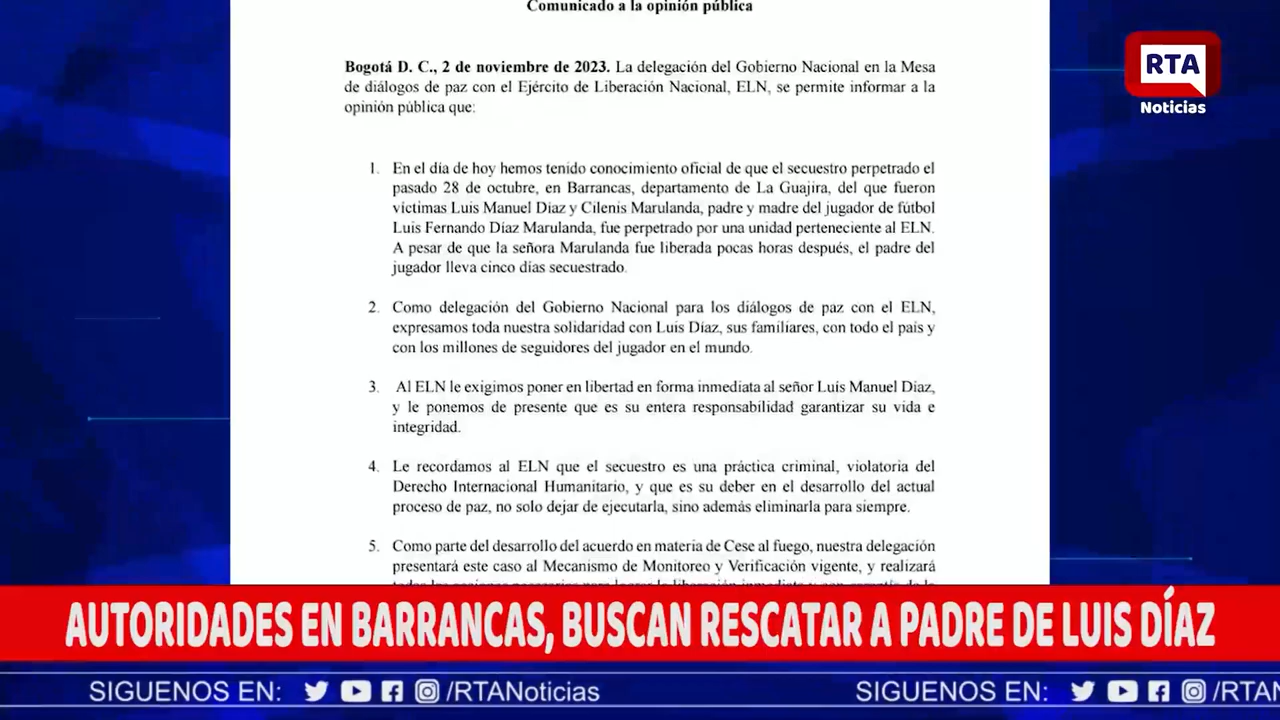 Comunicado a la opinión pública
RTA
Noticias
Bogotá D. C., 2 de noviembre de 2023. La delegación del Gobierno Nacional en la Mesa
de diálogos de paz con el Ejército de Liberación Nacional, ELN, se permite informar a la
opinión pública que:
1. En el día de hoy hemos tenido conocimiento oficial de que el secuestro perpetrado el
pasado 28 de octubre, en Barrancas, departamento de La Guajira, del que fueron
víctimas Luis Manuel Díaz y Cilenis Marulanda, padre y madre del jugador de fútbol
Luis Fernando Díaz Marulanda, fue perpetrado por una unidad perteneciente al ELN.
A pesar de que la señora Marulanda fue liberada pocas horas después, el padre del
jugador lleva cinco días secuestrado.
2. Como delegación del Gobierno Nacional para los diálogos de paz con el ELN,
expresamos toda nuestra solidaridad con Luis Díaz, sus familiares, con todo el país y
con los millones de seguidores del jugador en el mundo.
3. Al ELN le exigimos poner en libertad en forma inmediata al señor Luis Manuel Díaz,
y le ponemos de presente que es su entera responsabilidad garantizar su vida e
integridad.
4. Le recordamos al ELN que el secuestro es una práctica criminal, violatoria del
Derecho Internacional Humanitario, y que es su deber en el desarrollo del actual
proceso de paz, no solo dejar de ejecutarla, sino además eliminarla para siempre.
5. Como parte del desarrollo del acuerdo en materia de Cese al fuego, nuestra delegación
presentará este caso al Mecanismo de Monitoreo y Verificación vigente, y realizará
AUTORIDADES EN BARRANCAS, BUSCAN RESCATAR A PADRE DE LUIS DÍAZ
SIGUENOS EN: /RTANoticias SIGUENOS EN: /RTAN